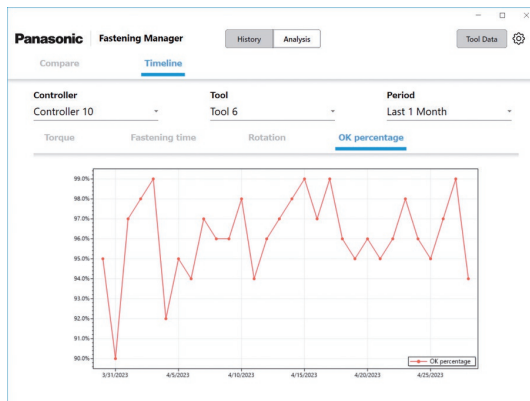 Panasonic Fastening Manager History Analysis Tool Data
Compare Timeline
Controller Tool Period
Controller 10 Tool 6 Last 1 Month
Torque Fastening time Rotation OK percentage
99.0%
98.0%
97.0%
96.0%
95.0%
94.0%
93.0%
92.0%
91.0%
90.0%
OK percentage
3/31/2023 4/5/2023 4/10/2023 4/15/2023 4/20/2023 4/25/2023